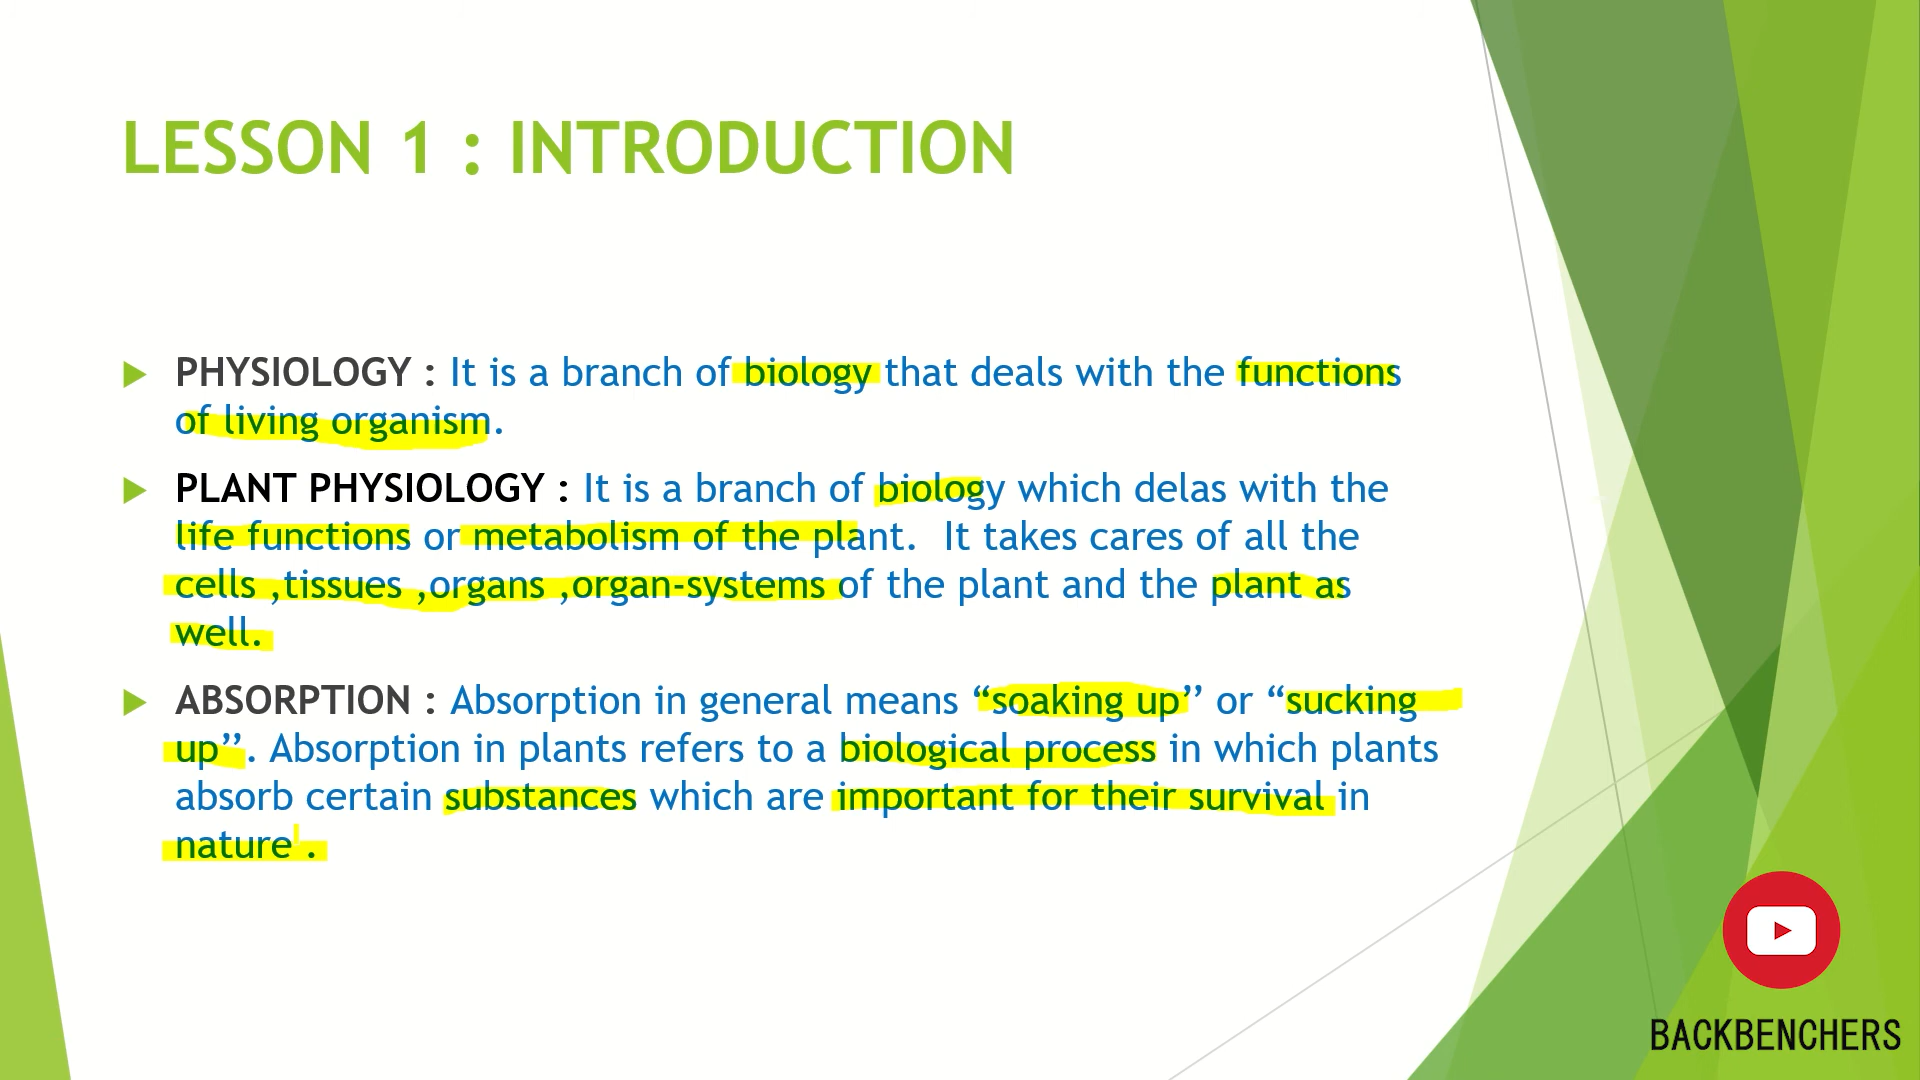 LESSON 1 : INTRODUCTION
PHYSIOLOGY : It is a branch of biology that deals with the functions
of living organism.
PLANT PHYSIOLOGY : It is a branch of biology which delas with the
life functions or metabolism of the plant.  It takes cares of all the
cells ,tissues ,organs ,organ-systems of the plant and the plant as
well.
ABSORPTION : Absorption in general means “soaking up’’ or “sucking
up’’. Absorption in plants refers to a biological process in which plants
absorb certain substances which are important for their survival in
nature .
BACKBENCHERS